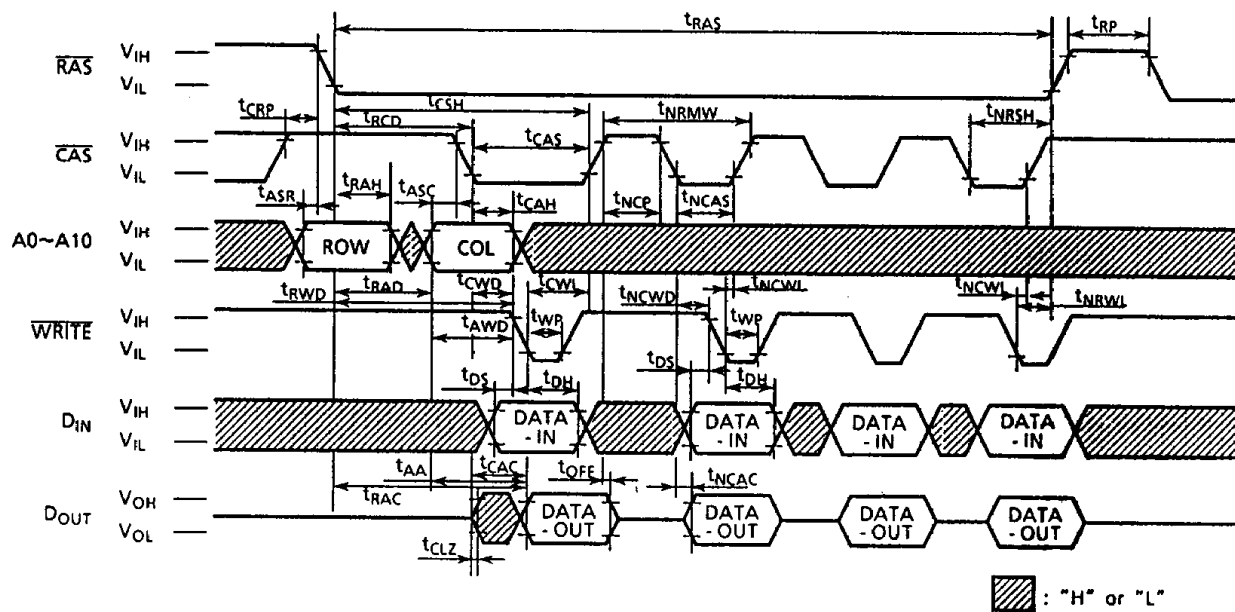 tRAS
tRP
RAS
VIH
VIL
tCRP
tCSH
tRCD
tNRMW
tNRSH
CAS
VIH
VIL
tCAS
tASR
tRAH
tASC
tCAH
tNCP
tNCAS
A0~A10
VIH
VIL
ROW
COL
tRWD
tRAD
tCWD
tCWL
tNCWD
tNCWL
tNCWL
tNRWL
WRITE
VIH
VIL
tAWD
tWP
tWP
tDS
tDH
tDS
tDH
DIN
VIH
VIL
DATA
-IN
DATA
-IN
DATA
-IN
DATA
-IN
tAA
tCAC
tOFF
tNCAC
tRAC
DOUT
VOH
VOL
DATA
-OUT
DATA
-OUT
DATA
-OUT
DATA
-OUT
tCLZ
: "H" or "L"